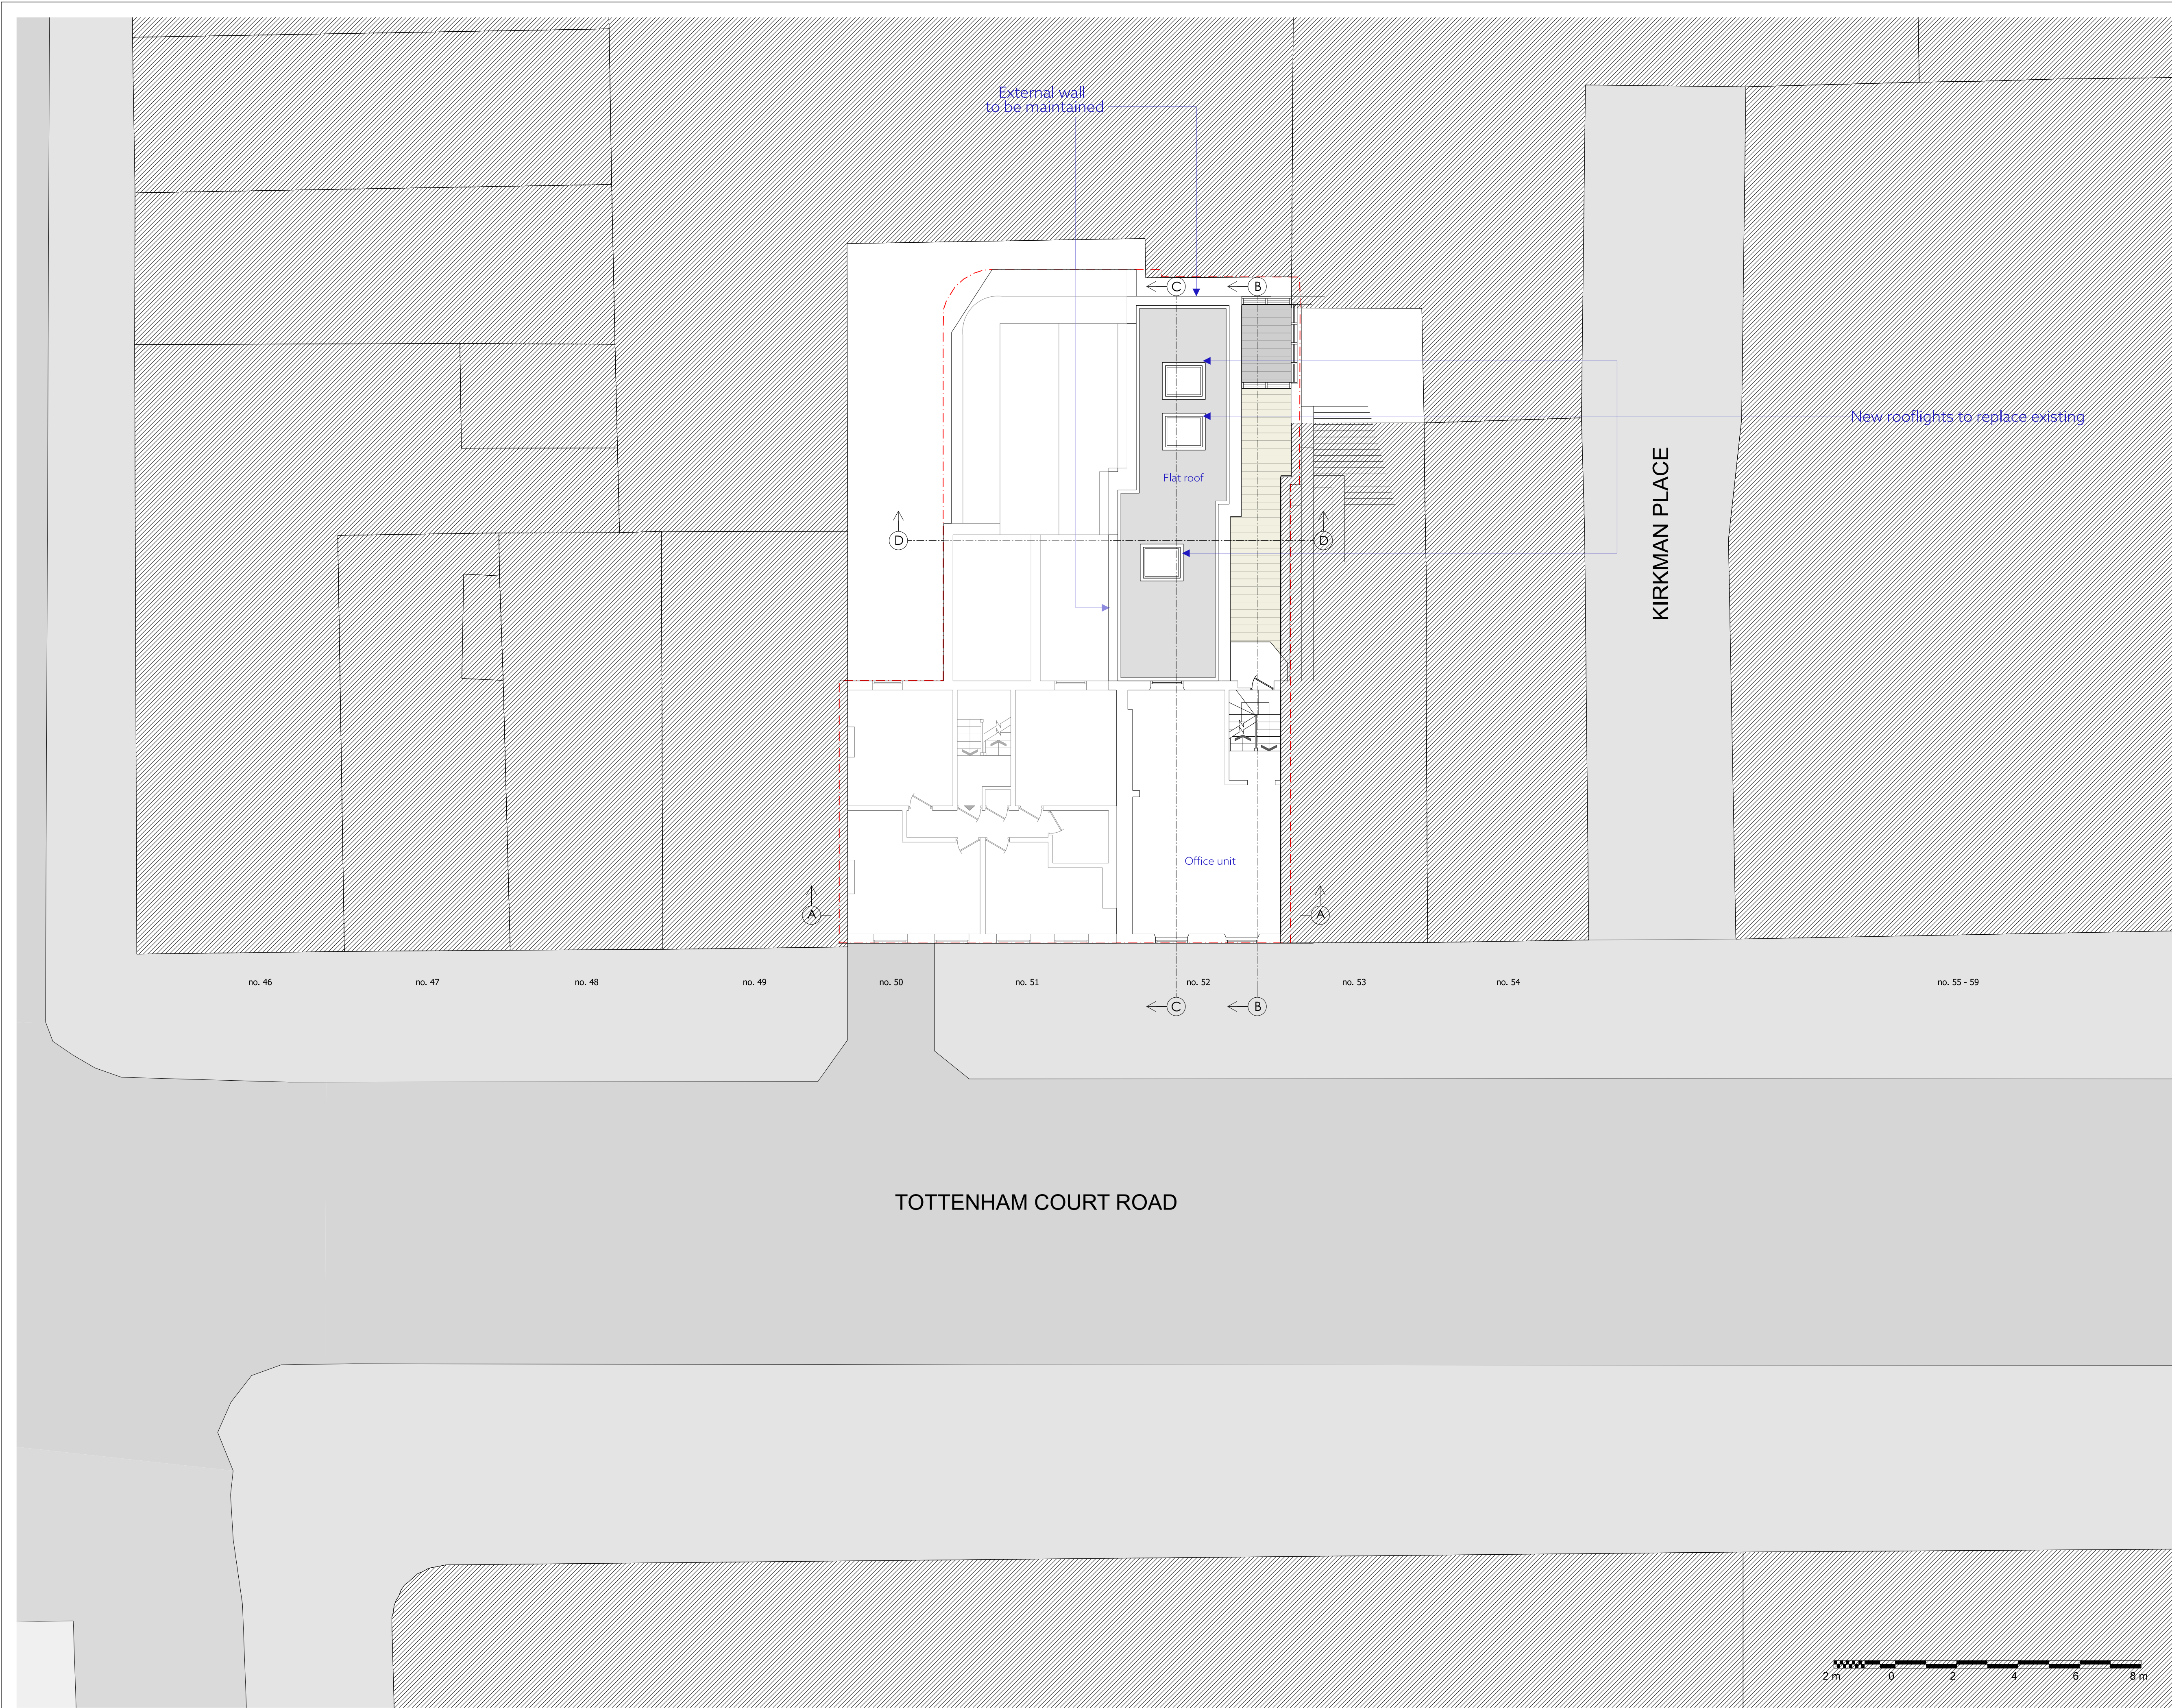 External wall
to be maintained
C
B
New rooflights to replace existing
KIRKMAN PLACE
Flat roof
D
D
Office unit
A
A
no. 46
no. 47
no. 48
no. 49
no. 50
no. 51
no. 52
no. 53
no. 54
no. 55 - 59
C
B
TOTTENHAM COURT ROAD
2 m 0 2 4 6 8 m